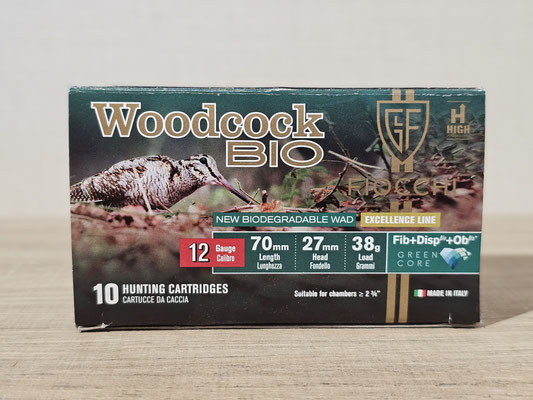 Woodcock
BIO
GFL
H
HIGH
FIOCCHI
NEW BIODEGRADABLE WAD
EXCELLENCE LINE
12 Gauge Calibro
70mm Length Lunghezza
27mm Head Fondello
38g Load Grammi
Fib+Disp +Ob
GREEN
CORE
10 HUNTING CARTRIDGES
CARTUCCE DA CACCIA
Suitable for chambers ≥ 2 ¾"
MADE IN ITALY